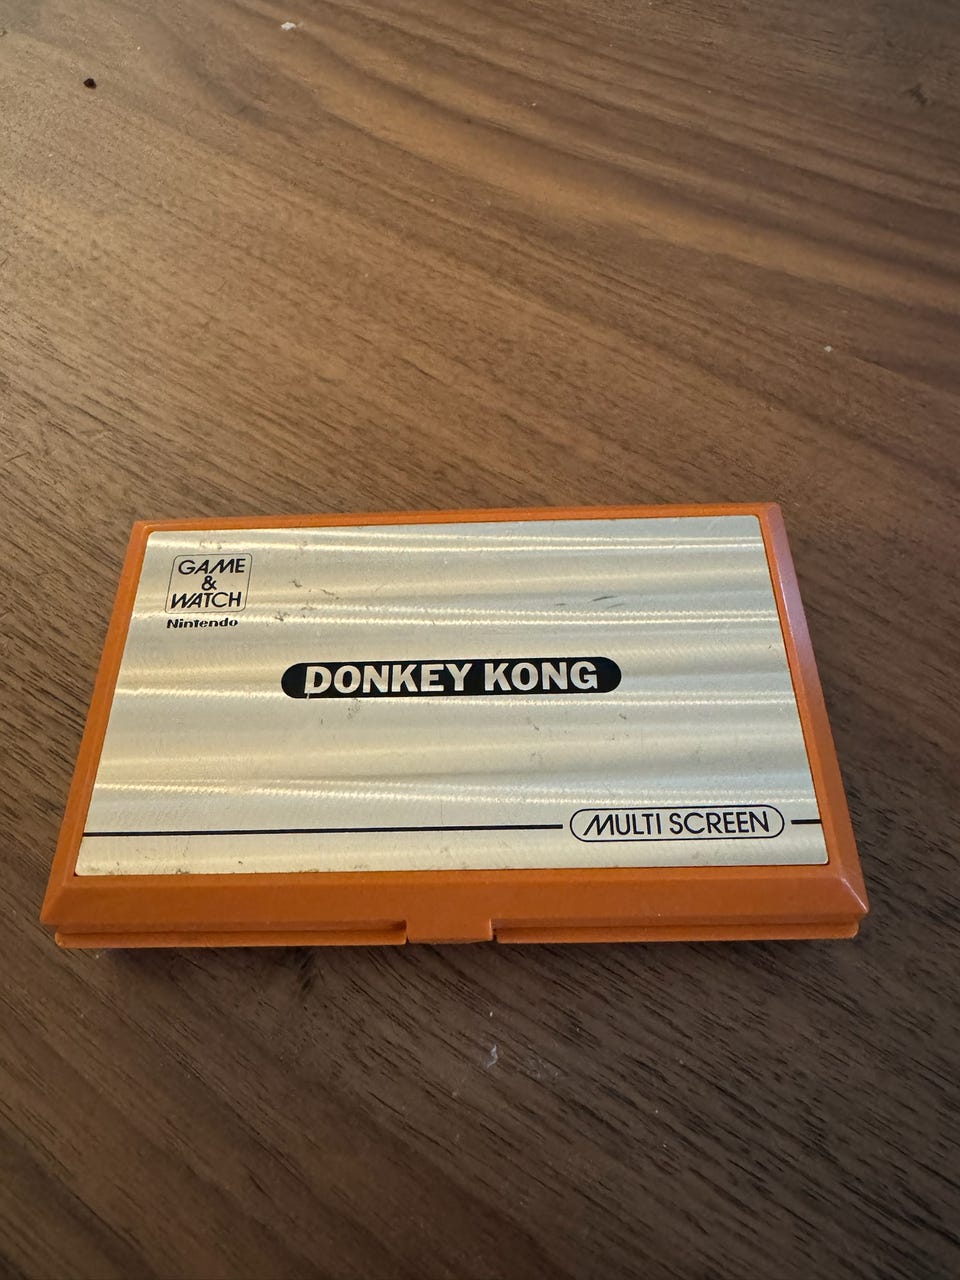 GAME
&
WATCH
Nintendo
DONKEY KONG
MULTI SCREEN